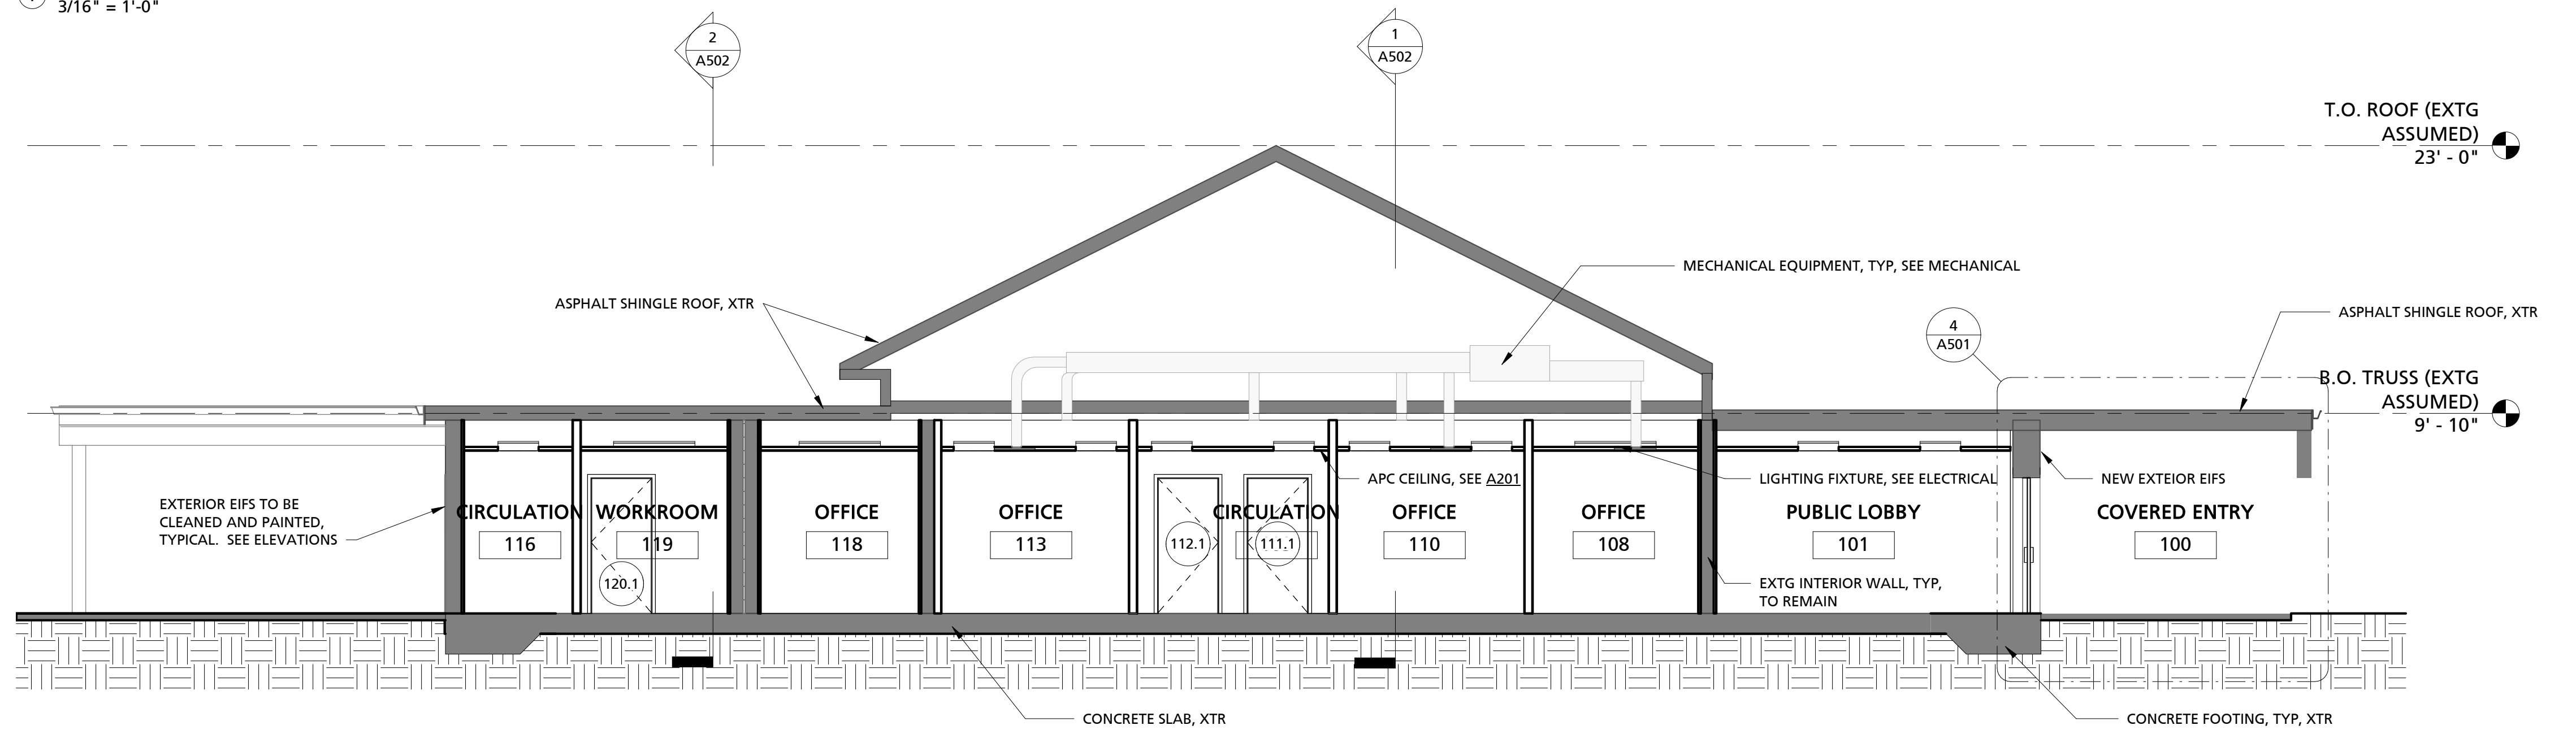 3/16" = 1'-0"
2
A502
1
A502
T.O. ROOF (EXTG
ASSUMED)
23' - 0"
MECHANICAL EQUIPMENT, TYP, SEE MECHANICAL
ASPHALT SHINGLE ROOF, XTR
ASPHALT SHINGLE ROOF, XTR
4
A501
B.O. TRUSS (EXTG
ASSUMED)
9' - 10"
APC CEILING, SEE A201
LIGHTING FIXTURE, SEE ELECTRICAL
NEW EXTEIOR EIFS
EXTERIOR EIFS TO BE
CLEANED AND PAINTED,
TYPICAL. SEE ELEVATIONS
CIRCULATION
116
WORKROOM
119
120.1
OFFICE
118
OFFICE
113
112.1
CIRCULATION
111.1
OFFICE
110
OFFICE
108
PUBLIC LOBBY
101
COVERED ENTRY
100
EXTG INTERIOR WALL, TYP,
TO REMAIN
CONCRETE SLAB, XTR
CONCRETE FOOTING, TYP, XTR